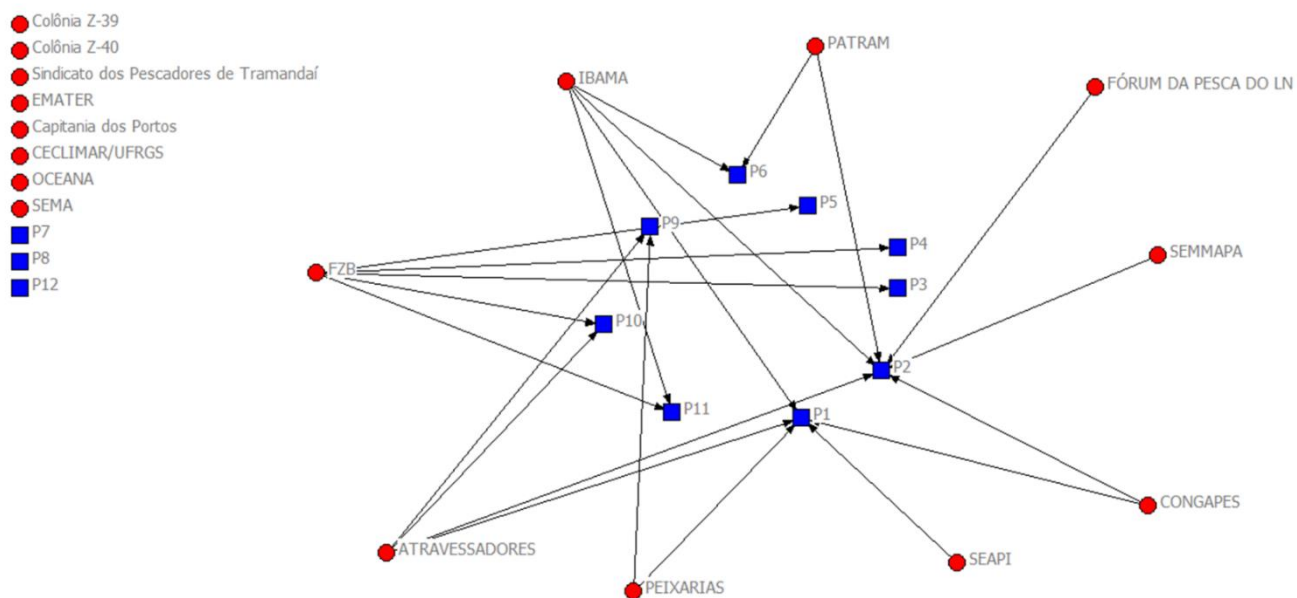 Colônia Z-39
Colônia Z-40
Sindicato dos Pescadores de Tramandaí
EMATER
Capitania dos Portos
CECLIMAR/UFRGS
OCEANA
SEMA
P7
P8
P12
PATRAM
IBAMA
FÓRUM DA PESCA DO LN
P6
P5
P9
P4
SEMMAPA
FZB
P3
P10
P2
P11
P1
CONGAPES
ATRAVESSADORES
SEAPI
PEIXARIAS